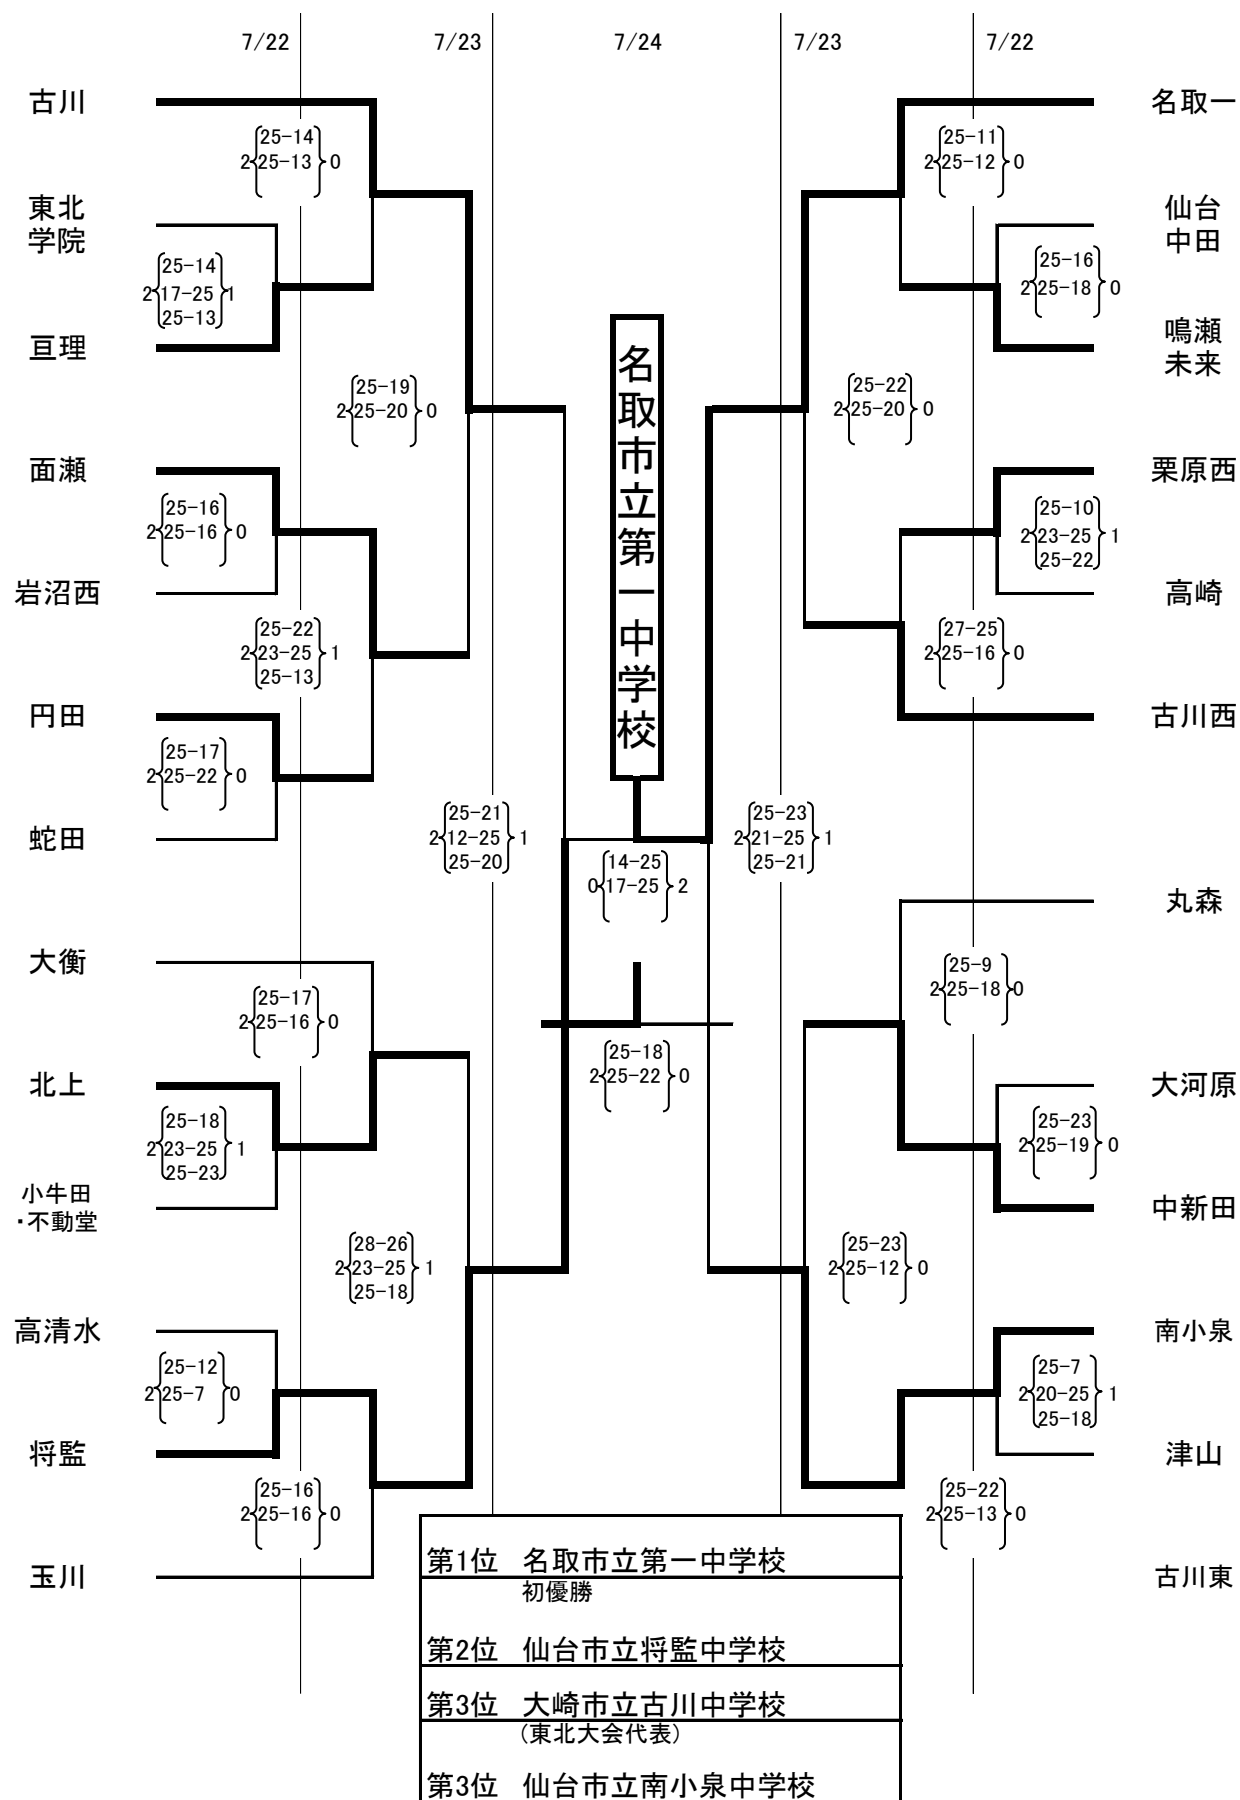 7/22
7/23
7/24
7/23
7/22
古川
25-14
2 25-13 0
東北
学院
25-14
2 17-25 1
25-13
亘理
25-19
2 25-20 0
面瀬
25-16
2 25-16 0
岩沼西
25-22
2 23-25 1
25-13
円田
25-17
2 25-22 0
蛇田
25-21
2 12-25 1
25-20
大衡
25-17
2 25-16 0
北上
25-18
2 23-25 1
25-23
小牛田
・不動堂
28-26
2 23-25 1
25-18
高清水
25-12
2 25-7 0
将監
25-16
2 25-16 0
玉川
名取市立第一中学校
14-25
0 17-25 2
25-18
2 25-22 0
名取一
25-11
2 25-12 0
仙台
中田
25-16
2 25-18 0
鳴瀬
未来
25-22
2 25-20 0
栗原西
25-10
2 23-25 1
25-22
高崎
27-25
2 25-16 0
古川西
25-23
2 21-25 1
25-21
丸森
25-9
2 25-18 0
大河原
25-23
2 25-19 0
中新田
25-23
2 25-12 0
南小泉
25-7
2 20-25 1
25-18
津山
25-22
2 25-13 0
古川東
第1位 名取市立第一中学校
初優勝
第2位 仙台市立将監中学校
第3位 大崎市立古川中学校
(東北大会代表)
第3位 仙台市立南小泉中学校